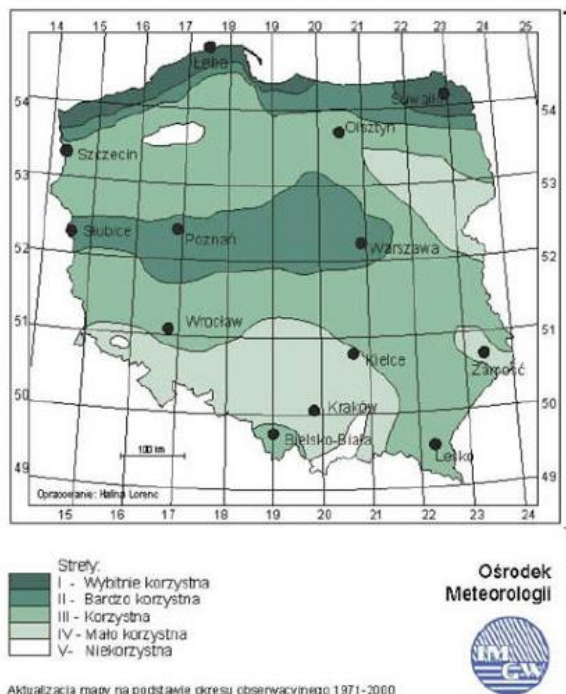 14 15 16 17 18 19 20 21 22 23 24
Łeba
54 Suwałki 54
Olsztyn
Szczecin
53 53
Słubice Poznań
52 Warszawa 52
51 Wrocław 51
Kielce Zamość
50 Kraków 50
Bielsko-Biała Lesko
100 km
49 49
Opracowanie: Halina Lorenc
15 16 17 18 19 20 21 22 23 24
Strefy:
I - Wybitnie korzystna
II - Bardzo korzystna
III - Korzystna
IV - Mało korzystna
V- Niekorzystna
Ośrodek
Meteorologii
IM
GW
Aktualizacja mapy na podstawie okresu obserwacyjnego 1971-2000